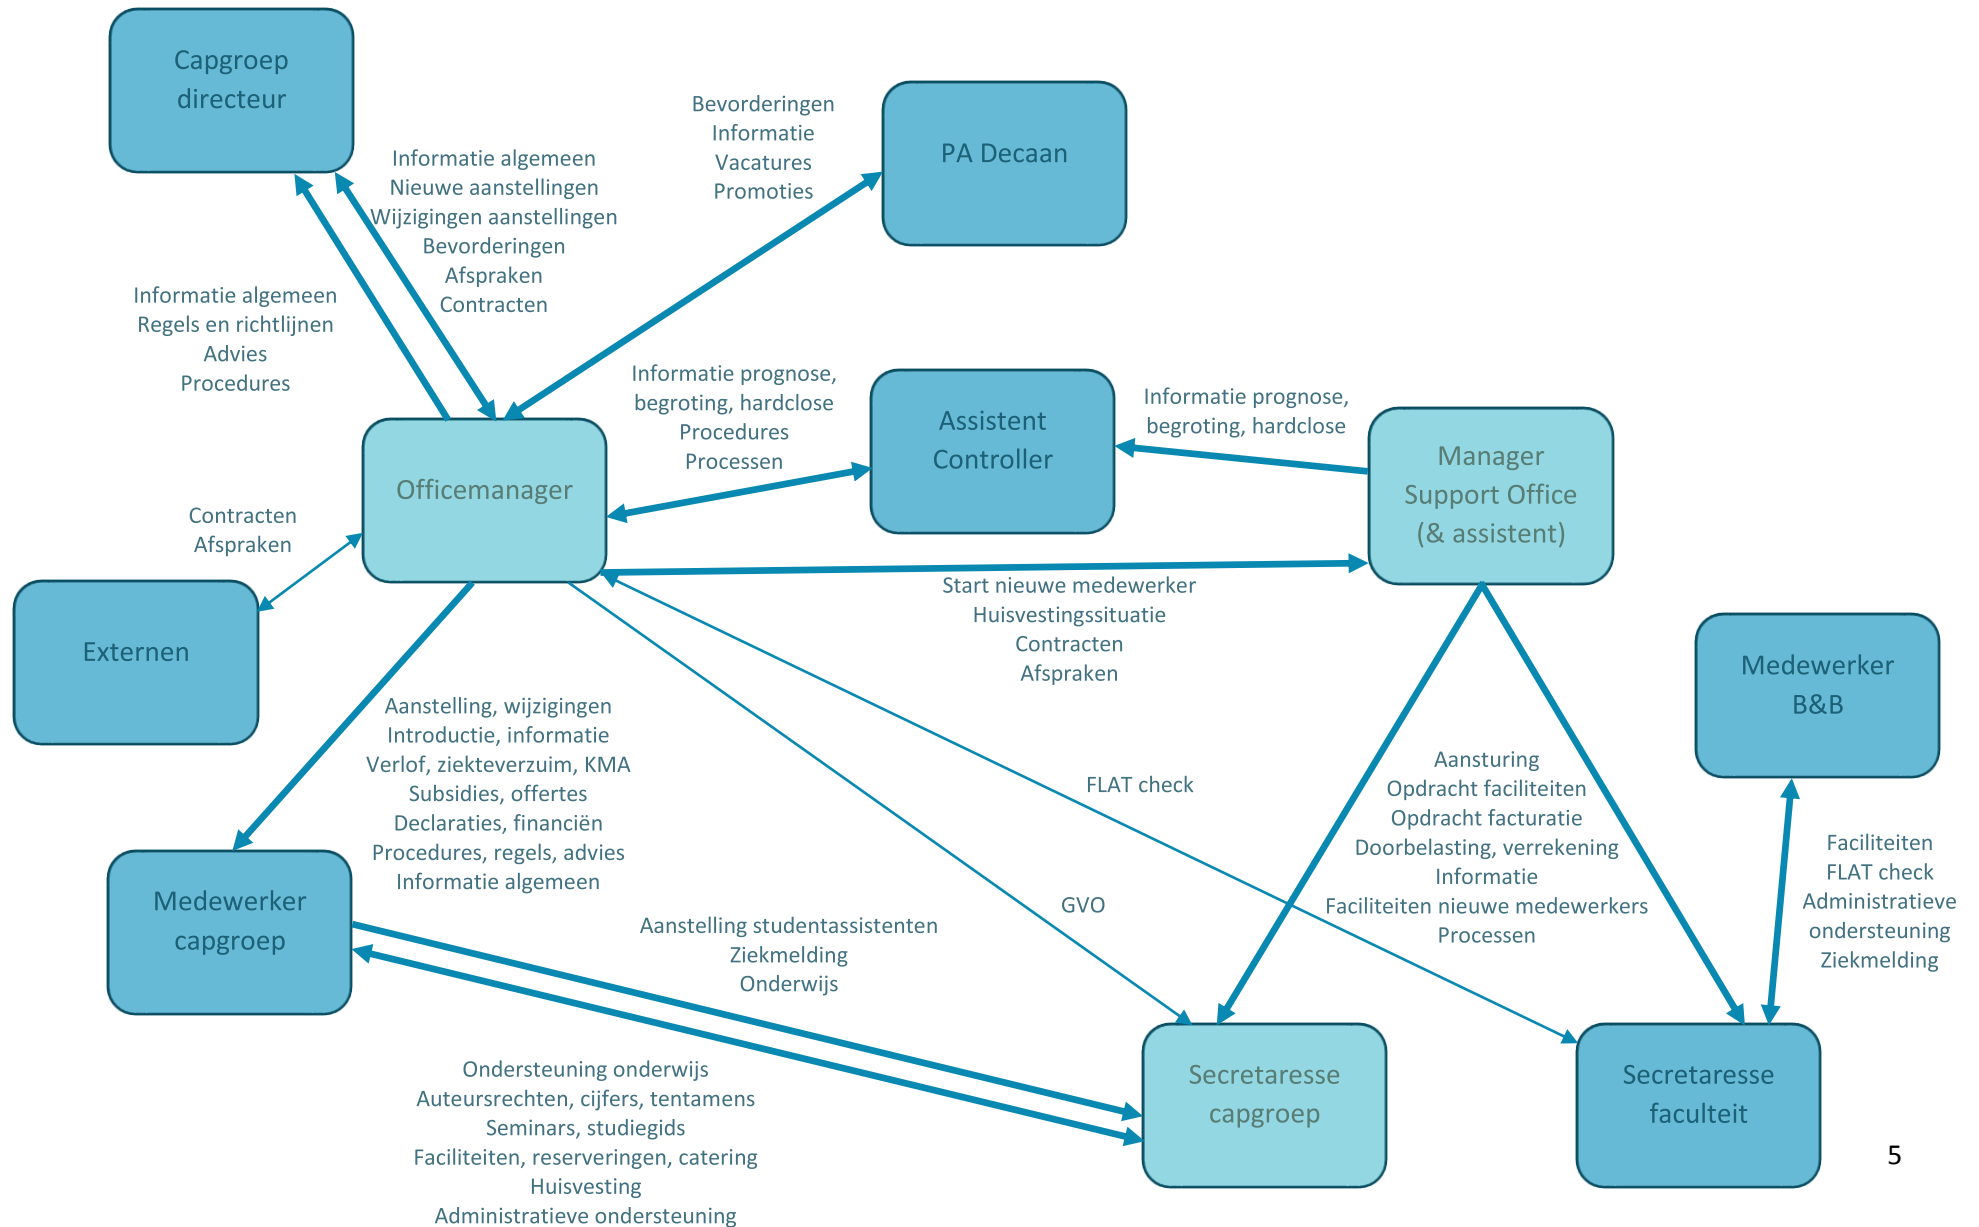 Capgroep
directeur
Bevorderingen
Informatie
Vacatures
Promoties
PA Decaan
Informatie algemeen
Nieuwe aanstellingen
Wijzigingen aanstellingen
Bevorderingen
Afspraken
Contracten
Informatie algemeen
Regels en richtlijnen
Advies
Procedures
Informatie prognose,
begroting, hardclose
Procedures
Processen
Assistent
Controller
Informatie prognose,
begroting, hardclose
Manager
Support Office
(& assistent)
Officemanager
Contracten
Afspraken
Externen
Start nieuwe medewerker
Huisvestingssituatie
Contracten
Afspraken
Medewerker
B&B
Aanstelling, wijzigingen
Introductie, informatie
Verlof, ziekteverzuim, KMA
Subsidies, offertes
Declaraties, financiën
Procedures, regels, advies
Informatie algemeen
FLAT check
Aansturing
Opdracht faciliteiten
Opdracht facturatie
Doorbelasting, verrekening
Informatie
Faciliteiten nieuwe medewerkers
Processen
Faciliteiten
FLAT check
Administratieve
ondersteuning
Ziekmelding
Medewerker
capgroep
GVO
Aanstelling studentassistenten
Ziekmelding
Onderwijs
Ondersteuning onderwijs
Auteursrechten, cijfers, tentamens
Seminars, studiegids
Faciliteiten, reserveringen, catering
Huisvesting
Administratieve ondersteuning
Secretaresse
capgroep
Secretaresse
faculteit
5